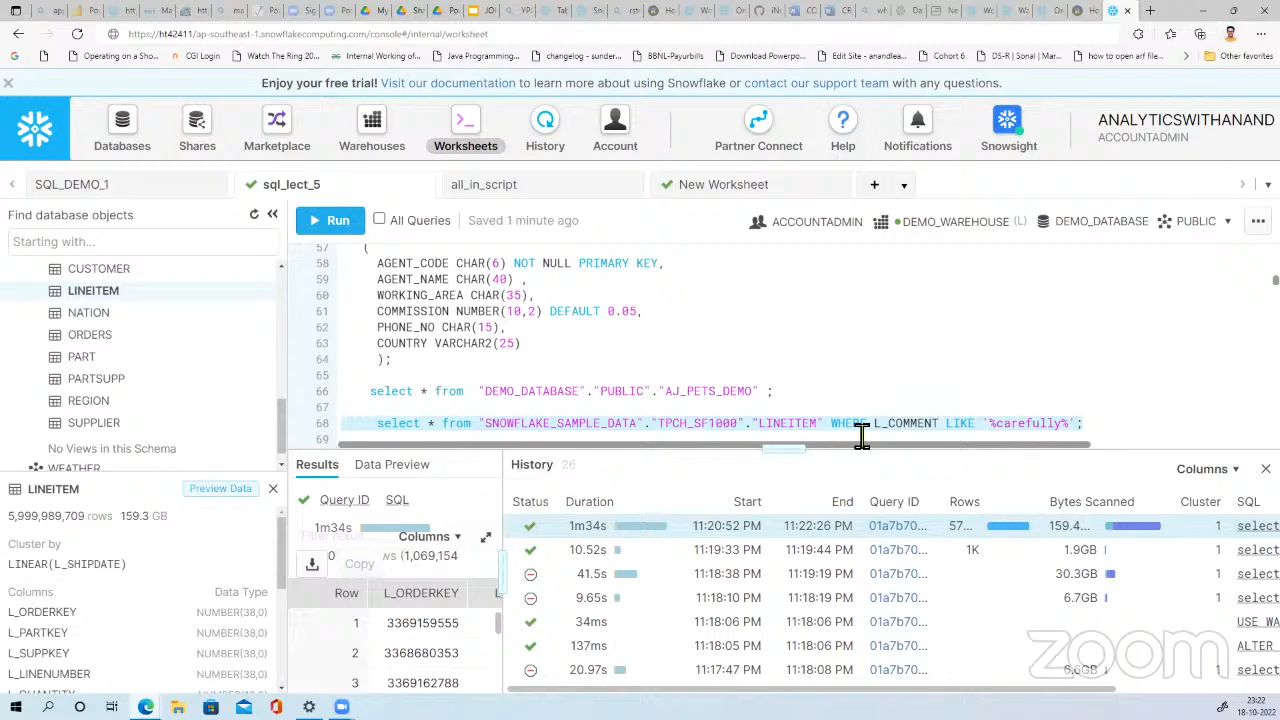 Operating on a Sho...
CGI Login
Watch The Ring 20...
Internal Working of...
Java Programming...
changelog - sunder...
BBNL-Payurbills
Download Power...
Edit Site - anandlea...
Cohort 6
DS-R | Sonal | Mar...
how to open arf file...
Other favorites
https://ht42411/ap-southeast-1.snowflakecomputing.com/console#/internal/worksheet
Enjoy your free trial! Visit our documentation to learn more about using Snowflake or contact our support team with any questions.
Databases
Shares
Marketplace
Warehouses
Worksheets
History
Account
Partner Connect
Help
Notifications
Snowsight
ANALYTICSWITHANAND
ACCOUNTADMIN
SQL_DEMO_1
sql_lect_5
all_in_script
New Worksheet
Find database objects
Starting with...
CUSTOMER
LINEITEM
NATION
ORDERS
PART
PARTSUPP
REGION
SUPPLIER
No Views in this Schema
WEATHER
Run
All Queries
Saved 1 minute ago
ACCOUNTADMIN
DEMO_WAREHOUSE (L)
DEMO_DATABASE
PUBLIC
57 (
58 AGENT_CODE CHAR(6) NOT NULL PRIMARY KEY,
59 AGENT_NAME CHAR(40) ,
60 WORKING_AREA CHAR(35),
61 COMMISSION NUMBER(10,2) DEFAULT 0.05,
62 PHONE_NO CHAR(15),
63 COUNTRY VARCHAR2(25)
64 );
65
66 select * from "DEMO_DATABASE"."PUBLIC"."AJ_PETS_DEMO" ;
67
68 select * from "SNOWFLAKE_SAMPLE_DATA"."TPCH_SF1000"."LINEITEM" WHERE L_COMMENT LIKE '%carefully%';
69
LINEITEM
Preview Data
5,999,989,709 rows 159.3 GB
Cluster by
LINEAR(L_SHIPDATE)
Columns Data Type
L_ORDERKEY NUMBER(38,0)
L_PARTKEY NUMBER(38,0)
L_SUPPKEY NUMBER(38,0)
L_LINENUMBER NUMBER(38,0)
L_QUANTITY
Results
Data Preview
Query ID SQL
1m34s
Filter result
Columns
ws (1,069,154
Copy
Row L_ORDERKEY
1 3369159555
2 3368680353
3 3369162788
History 26
Columns
Status Duration Start End Query ID Rows Bytes Scanned Cluster SQL
1m34s 11:20:52 PM 11:22:26 PM 01a7b70... 57... 159.4... 1 select
10.52s 11:19:33 PM 11:19:44 PM 01a7b70... 1K 1.9GB 1 select
41.5s 11:18:38 PM 11:19:19 PM 01a7b70... 30.3GB 1 select
9.65s 11:18:10 PM 11:18:19 PM 01a7b70... 6.7GB 1 select
34ms 11:18:06 PM 11:18:06 PM 01a7b70... USE WA
137ms 11:18:05 PM 11:18:06 PM 01a7b70... ALTER
20.97s 11:17:47 PM 11:18:08 PM 01a7b70... 6.6GB 1 select
zoom
23:22
18-10-2022